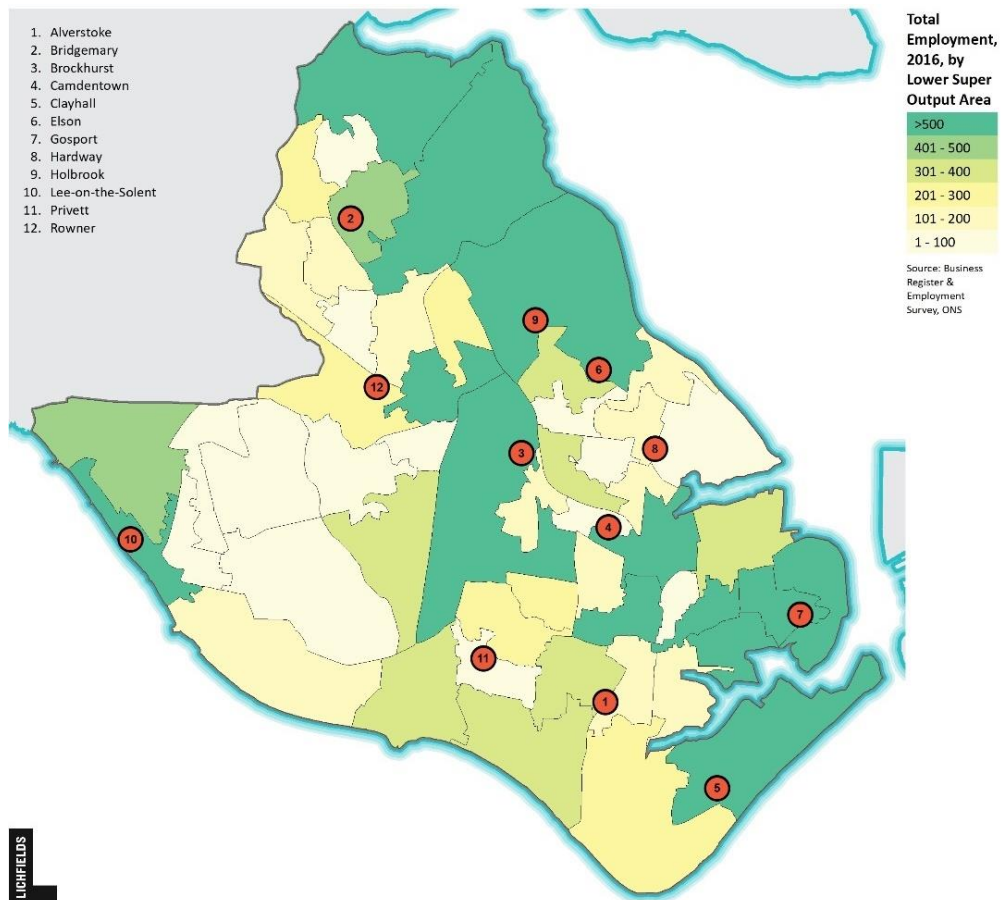 1. Alverstoke
2. Bridgemary
3. Brockhurst
4. Camdentown
5. Clayhall
6. Elson
7. Gosport
8. Hardway
9. Holbrook
10. Lee-on-the-Solent
11. Privett
12. Rowner
Total
Employment,
2016, by
Lower Super
Output Area
>500
401 - 500
301 - 400
201 - 300
101 - 200
1 - 100
Source: Business
Register &
Employment
Survey, ONS
2
9
6
12
3
8
4
10
7
11
1
5
LICHFIELDS